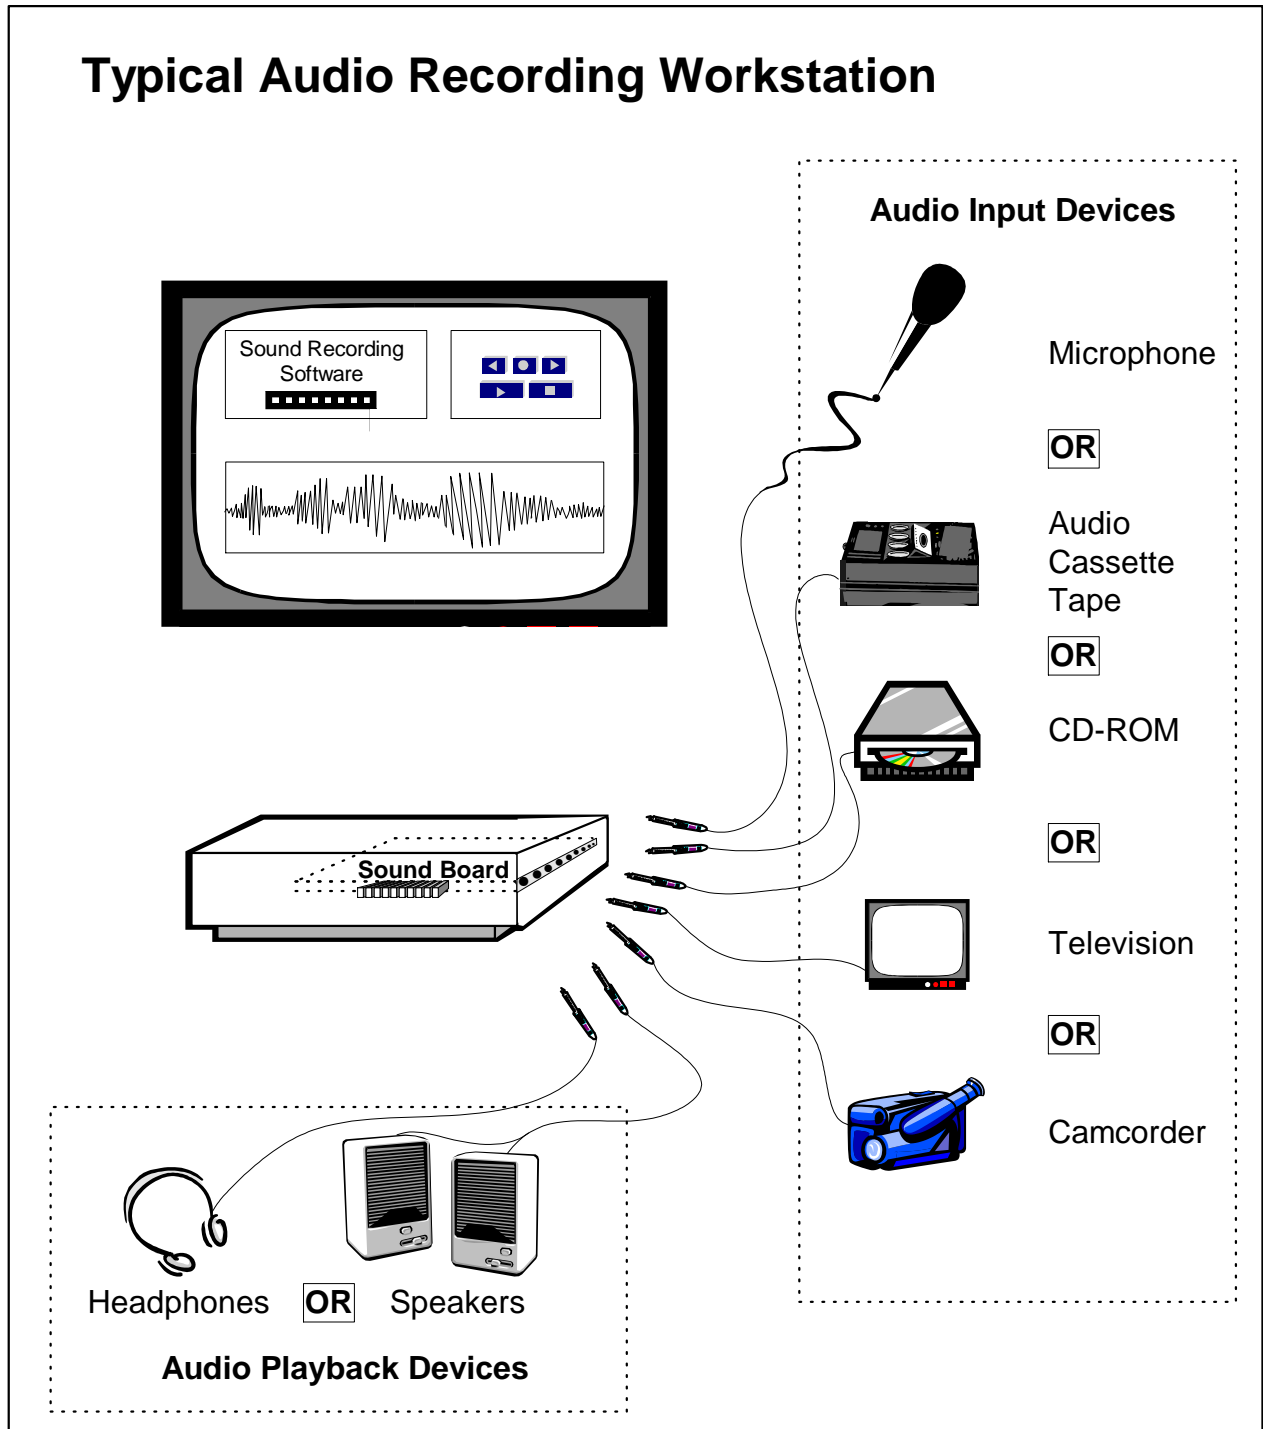 Typical Audio Recording Workstation
Audio Input Devices
Sound Recording
Software
Microphone
OR
Audio
Cassette
Tape
OR
CD-ROM
OR
Sound Board
Television
OR
Camcorder
Headphones OR Speakers
Audio Playback Devices